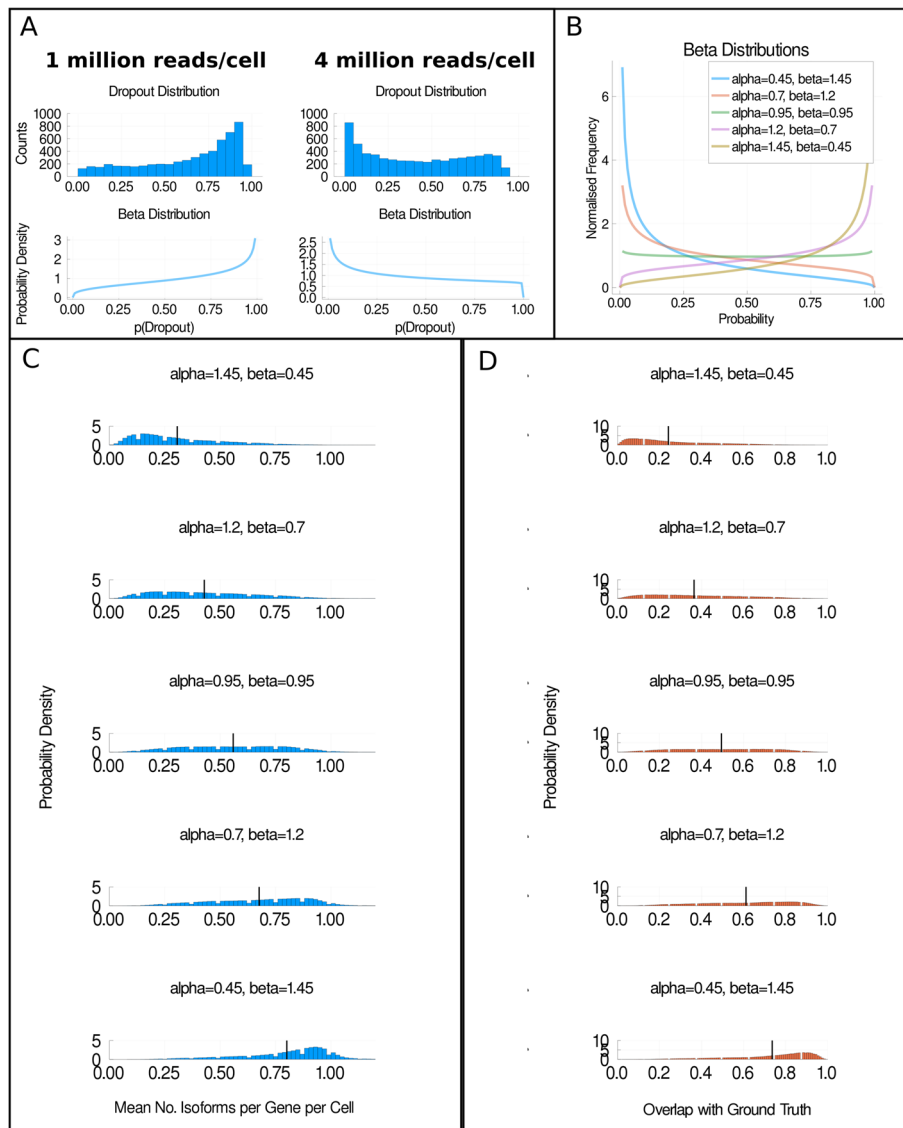 A
1 million reads/cell
4 million reads/cell
Dropout Distribution
Dropout Distribution
Counts
1000
800
600
400
200
0
0.00 0.25 0.50 0.75 1.00
1000
800
600
400
200
0
0.00 0.25 0.50 0.75 1.00
Beta Distribution
Beta Distribution
Probability Density
3
2
1
0
0.00 0.25 0.50 0.75 1.00
p(Dropout)
2.5
2.0
1.5
1.0
0.5
0.0
0.00 0.25 0.50 0.75 1.00
p(Dropout)
B
Beta Distributions
alpha=0.45, beta=1.45
alpha=0.7, beta=1.2
alpha=0.95, beta=0.95
alpha=1.2, beta=0.7
alpha=1.45, beta=0.45
Normalised Frequency
6
4
2
0
0.00 0.25 0.50 0.75 1.00
Probability
C
alpha=1.45, beta=0.45
5
0
0.00 0.25 0.50 0.75 1.00
alpha=1.2, beta=0.7
5
0
0.00 0.25 0.50 0.75 1.00
alpha=0.95, beta=0.95
5
0
0.00 0.25 0.50 0.75 1.00
Probability Density
alpha=0.7, beta=1.2
5
0
0.00 0.25 0.50 0.75 1.00
alpha=0.45, beta=1.45
5
0
0.00 0.25 0.50 0.75 1.00
Mean No. Isoforms per Gene per Cell
D
alpha=1.45, beta=0.45
10
5
0
0.0 0.2 0.4 0.6 0.8 1.0
alpha=1.2, beta=0.7
10
5
0
0.0 0.2 0.4 0.6 0.8 1.0
alpha=0.95, beta=0.95
10
5
0
0.0 0.2 0.4 0.6 0.8 1.0
Probability Density
alpha=0.7, beta=1.2
10
5
0
0.0 0.2 0.4 0.6 0.8 1.0
alpha=0.45, beta=1.45
10
5
0
0.0 0.2 0.4 0.6 0.8 1.0
Overlap with Ground Truth